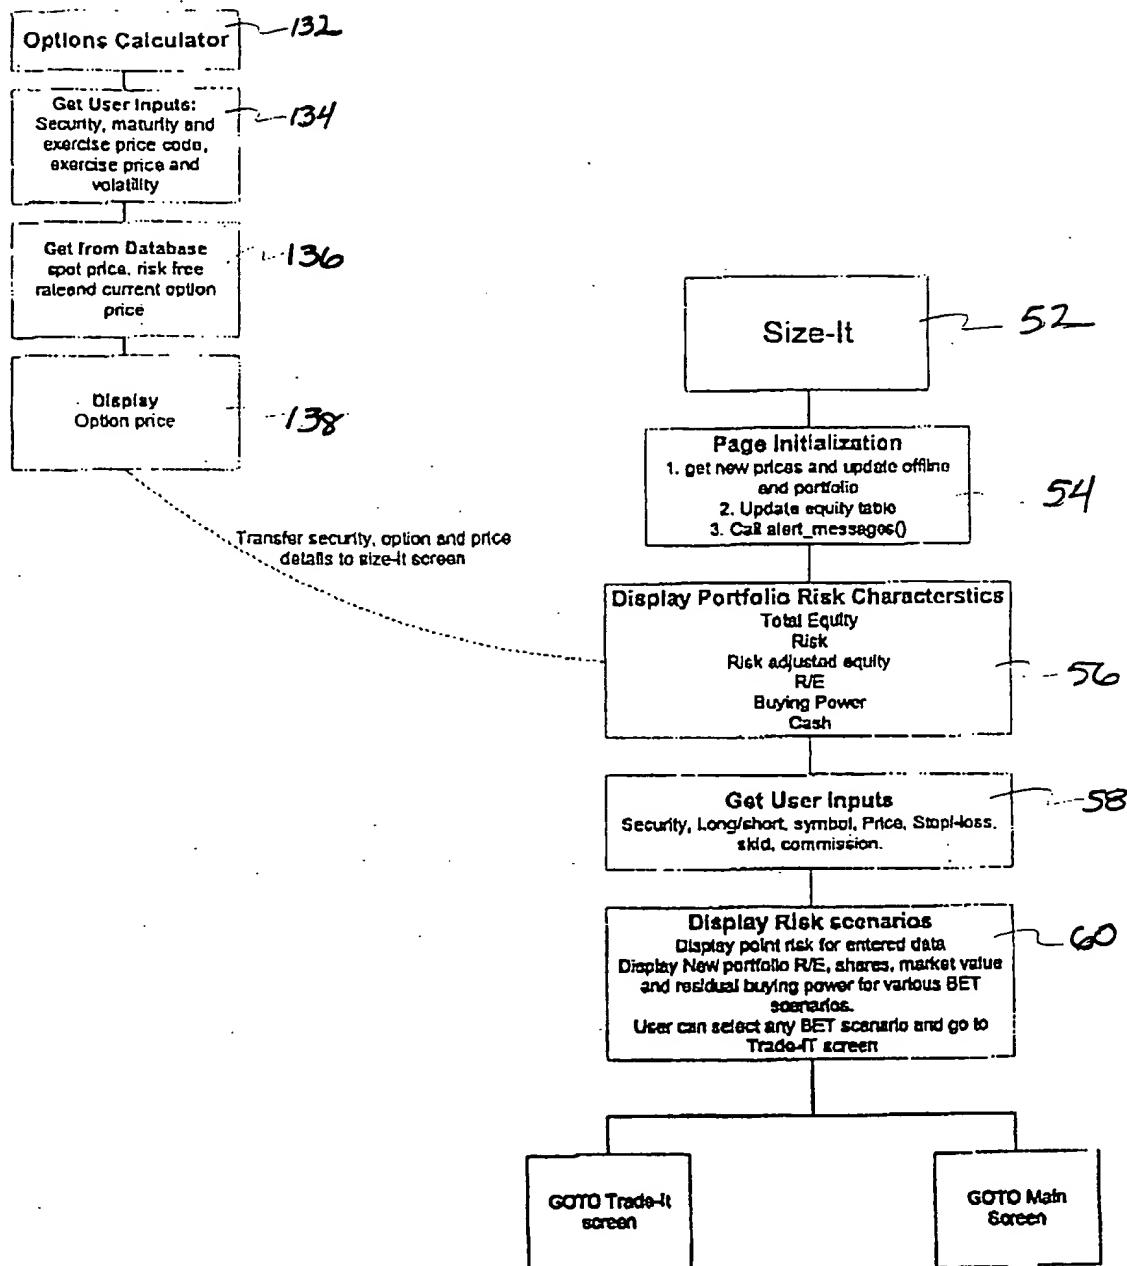 Options Calculator
132
Get User Inputs:
Security, maturity and
exercise price code,
exercise price and
volatility
134
Get from Database
spot price, risk free
rateand current option
price
136
Display
Option price
138
Transfer security, option and price
details to size-it screen
Size-It
52
Page Initialization
1. get new prices and update offline
and portfolio
2. Update equity table
3. Call alert_messages()
54
Display Portfolio Risk Characterstics
Total Equity
Risk
Risk adjusted equity
R/E
Buying Power
Cash
56
Get User Inputs
Security, Long/short, symbol, Price, Stopl-loss,
skid, commission.
58
Display Risk scenarios
Display point risk for entered data
Display New portfolio R/E, shares, market value
and residual buying power for various BET
scenarios.
User can select any BET scenario and go to
Trade-IT screen
60
GOTO Trade-It
screen
GOTO Main
Screen